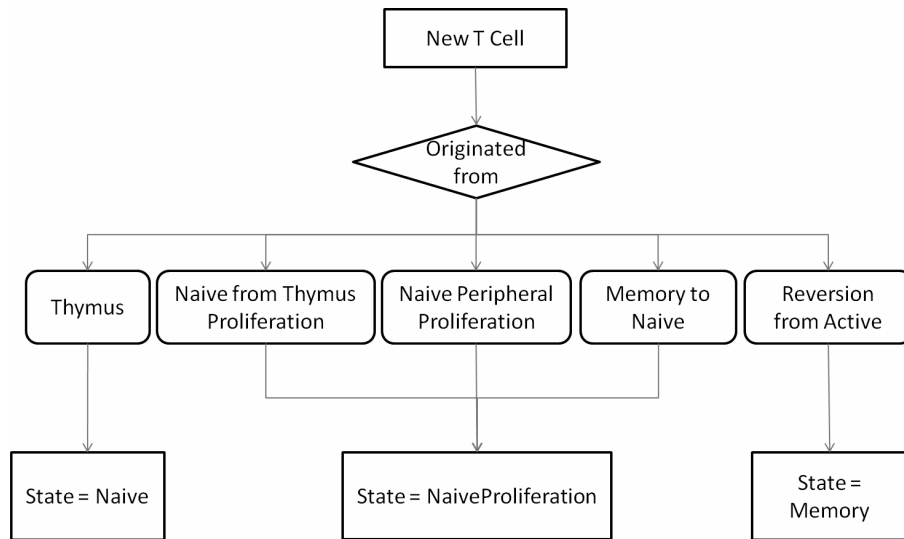 New T Cell
Originated
from
Thymus
Naive from Thymus
Proliferation
Naive Peripheral
Proliferation
Memory to
Naive
Reversion
from Active
State = Naive
State = NaiveProliferation
State =
Memory